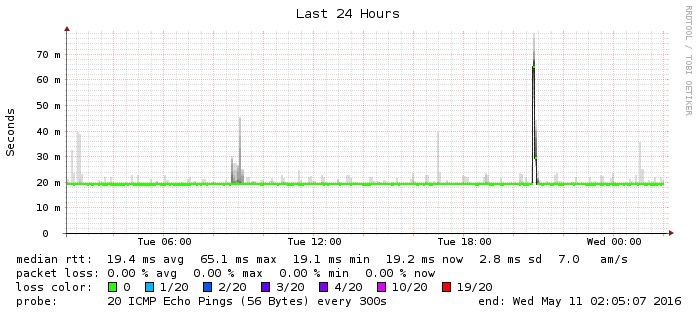 Last 24 Hours
RRDTOOL / TOBI OETIKER
Seconds
70 m
60 m
50 m
40 m
30 m
20 m
10 m
0
Tue 06:00 Tue 12:00 Tue 18:00 Wed 00:00
median rtt: 19.4 ms avg 65.1 ms max 19.1 ms min 19.2 ms now 2.8 ms sd 7.0 am/s
packet loss: 0.00 % avg 0.00 % max 0.00 % min 0.00 % now
loss color: 0 1/20 2/20 3/20 4/20 10/20 19/20
probe: 20 ICMP Echo Pings (56 Bytes) every 300s end: Wed May 11 02:05:07 2016